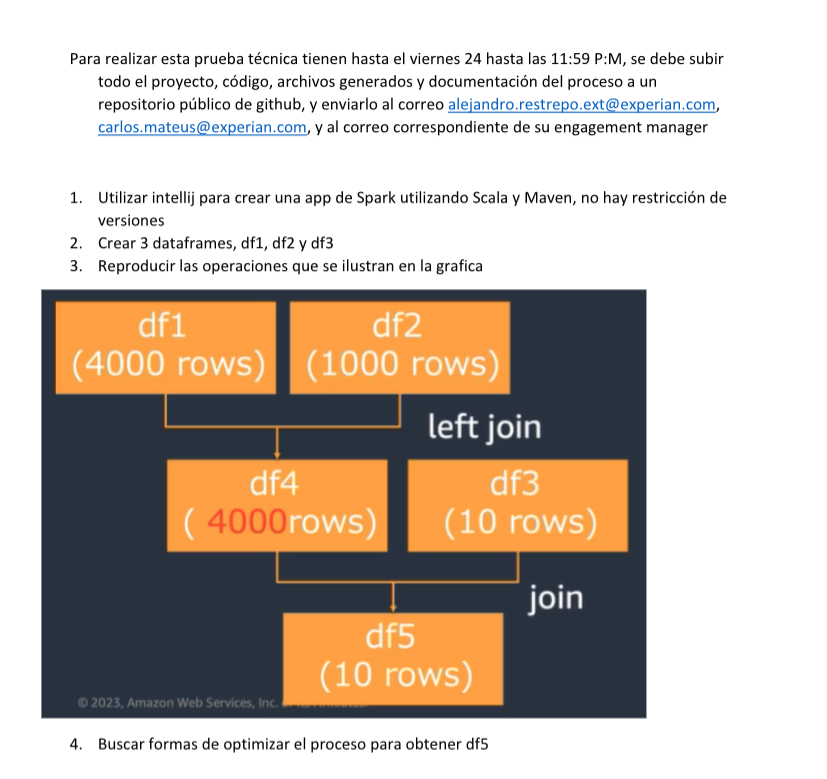 Para realizar esta prueba técnica tienen hasta el viernes 24 hasta las 11:59 P:M, se debe subir
todo el proyecto, código, archivos generados y documentación del proceso a un
repositorio público de github, y enviarlo al correo alejandro.restrepo.ext@experian.com,
carlos.mateus@experian.com, y al correo correspondiente de su engagement manager
1. Utilizar intellij para crear una app de Spark utilizando Scala y Maven, no hay restricción de
versiones
2. Crear 3 dataframes, df1, df2 y df3
3. Reproducir las operaciones que se ilustran en la grafica
df1
(4000 rows)
df2
(1000 rows)
left join
df4
( 4000rows)
df3
(10 rows)
join
df5
(10 rows)
© 2023, Amazon Web Services, Inc.
4. Buscar formas de optimizar el proceso para obtener df5